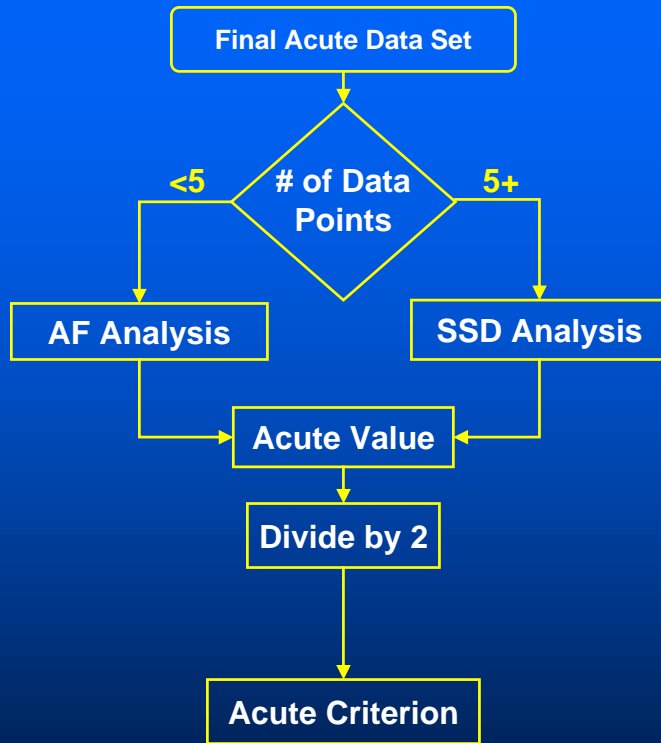 Final Acute Data Set
# of Data
Points
<5
5+
AF Analysis
SSD Analysis
Acute Value
Divide by 2
Acute Criterion